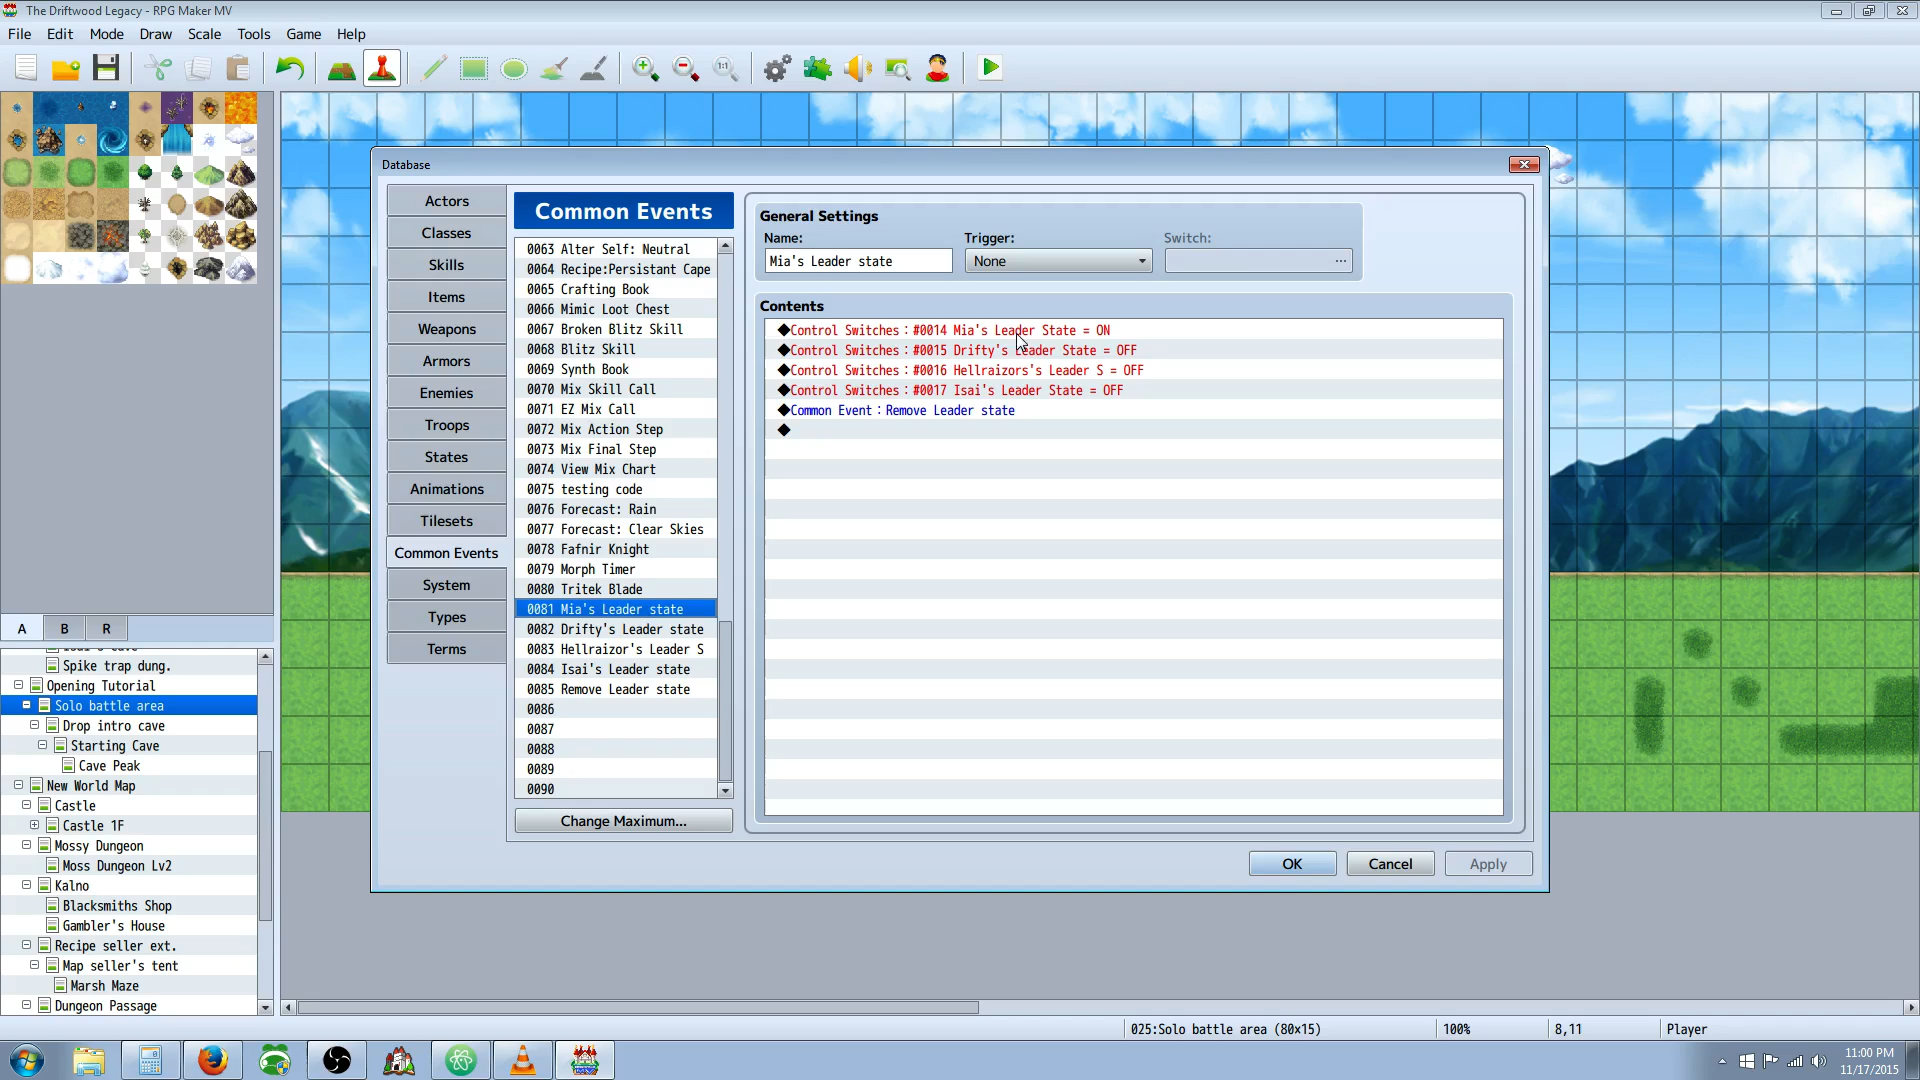 The Driftwood Legacy - RPG Maker MV
File Edit Mode Draw Scale Tools Game Help
1:1
Database
Actors
Classes
Skills
Items
Weapons
Armors
Enemies
Troops
States
Animations
Tilesets
Common Events
System
Types
Terms
Common Events
0063 Alter Self: Neutral
0064 Recipe:Persistant Cape
0065 Crafting Book
0066 Mimic Loot Chest
0067 Broken Blitz Skill
0068 Blitz Skill
0069 Synth Book
0070 Mix Skill Call
0071 EZ Mix Call
0072 Mix Action Step
0073 Mix Final Step
0074 View Mix Chart
0075 testing code
0076 Forecast: Rain
0077 Forecast: Clear Skies
0078 Fafnir Knight
0079 Morph Timer
0080 Tritek Blade
0081 Mia's Leader state
0082 Drifty's Leader state
0083 Hellraizor's Leader S
0084 Isai's Leader state
0085 Remove Leader state
0086
0087
0088
0089
0090
Change Maximum...
General Settings
Name: Trigger: Switch:
Mia's Leader state None ...
Contents
◆Control Switches：#0014 Mia's Leader State = ON
◆Control Switches：#0015 Drifty's Leader State = OFF
◆Control Switches：#0016 Hellraizors's Leader S = OFF
◆Control Switches：#0017 Isai's Leader State = OFF
◆Common Event：Remove Leader state
◆
OK Cancel Apply
A B R
Spike trap dung.
Opening Tutorial
Solo battle area
Drop intro cave
Starting Cave
Cave Peak
New World Map
Castle
Castle 1F
Mossy Dungeon
Moss Dungeon Lv2
Kalno
Blacksmiths Shop
Gambler's House
Recipe seller ext.
Map seller's tent
Marsh Maze
Dungeon Passage
025:Solo battle area (80x15) 100% 8,11 Player
11:00 PM
11/17/2015